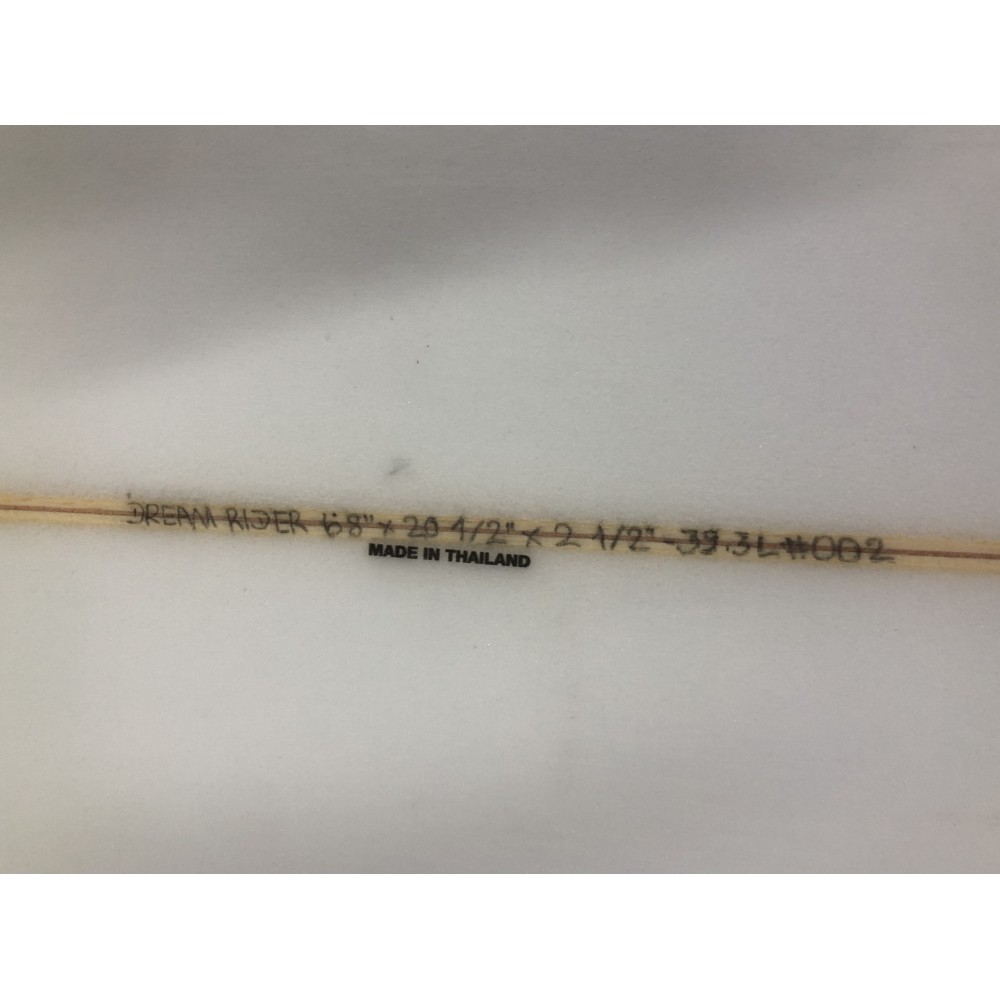 DREAM RIDER 6'8" x 20 1/2" x 2 1/2" - 39.3L #002
MADE IN THAILAND